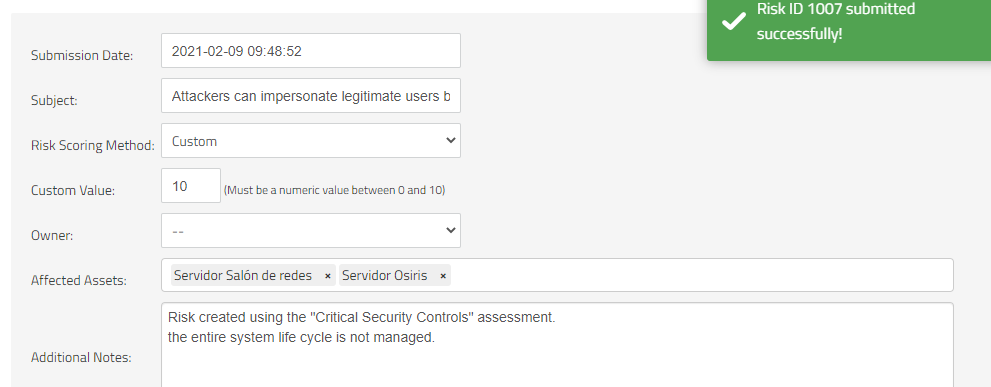 Risk ID 1007 submitted
successfully!
Submission Date: 2021-02-09 09:48:52
Subject: Attackers can impersonate legitimate users b
Risk Scoring Method: Custom
Custom Value: 10 (Must be a numeric value between 0 and 10)
Owner: --
Affected Assets: Servidor Salón de redes × Servidor Osiris ×
Risk created using the "Critical Security Controls" assessment.
the entire system life cycle is not managed.
Additional Notes: